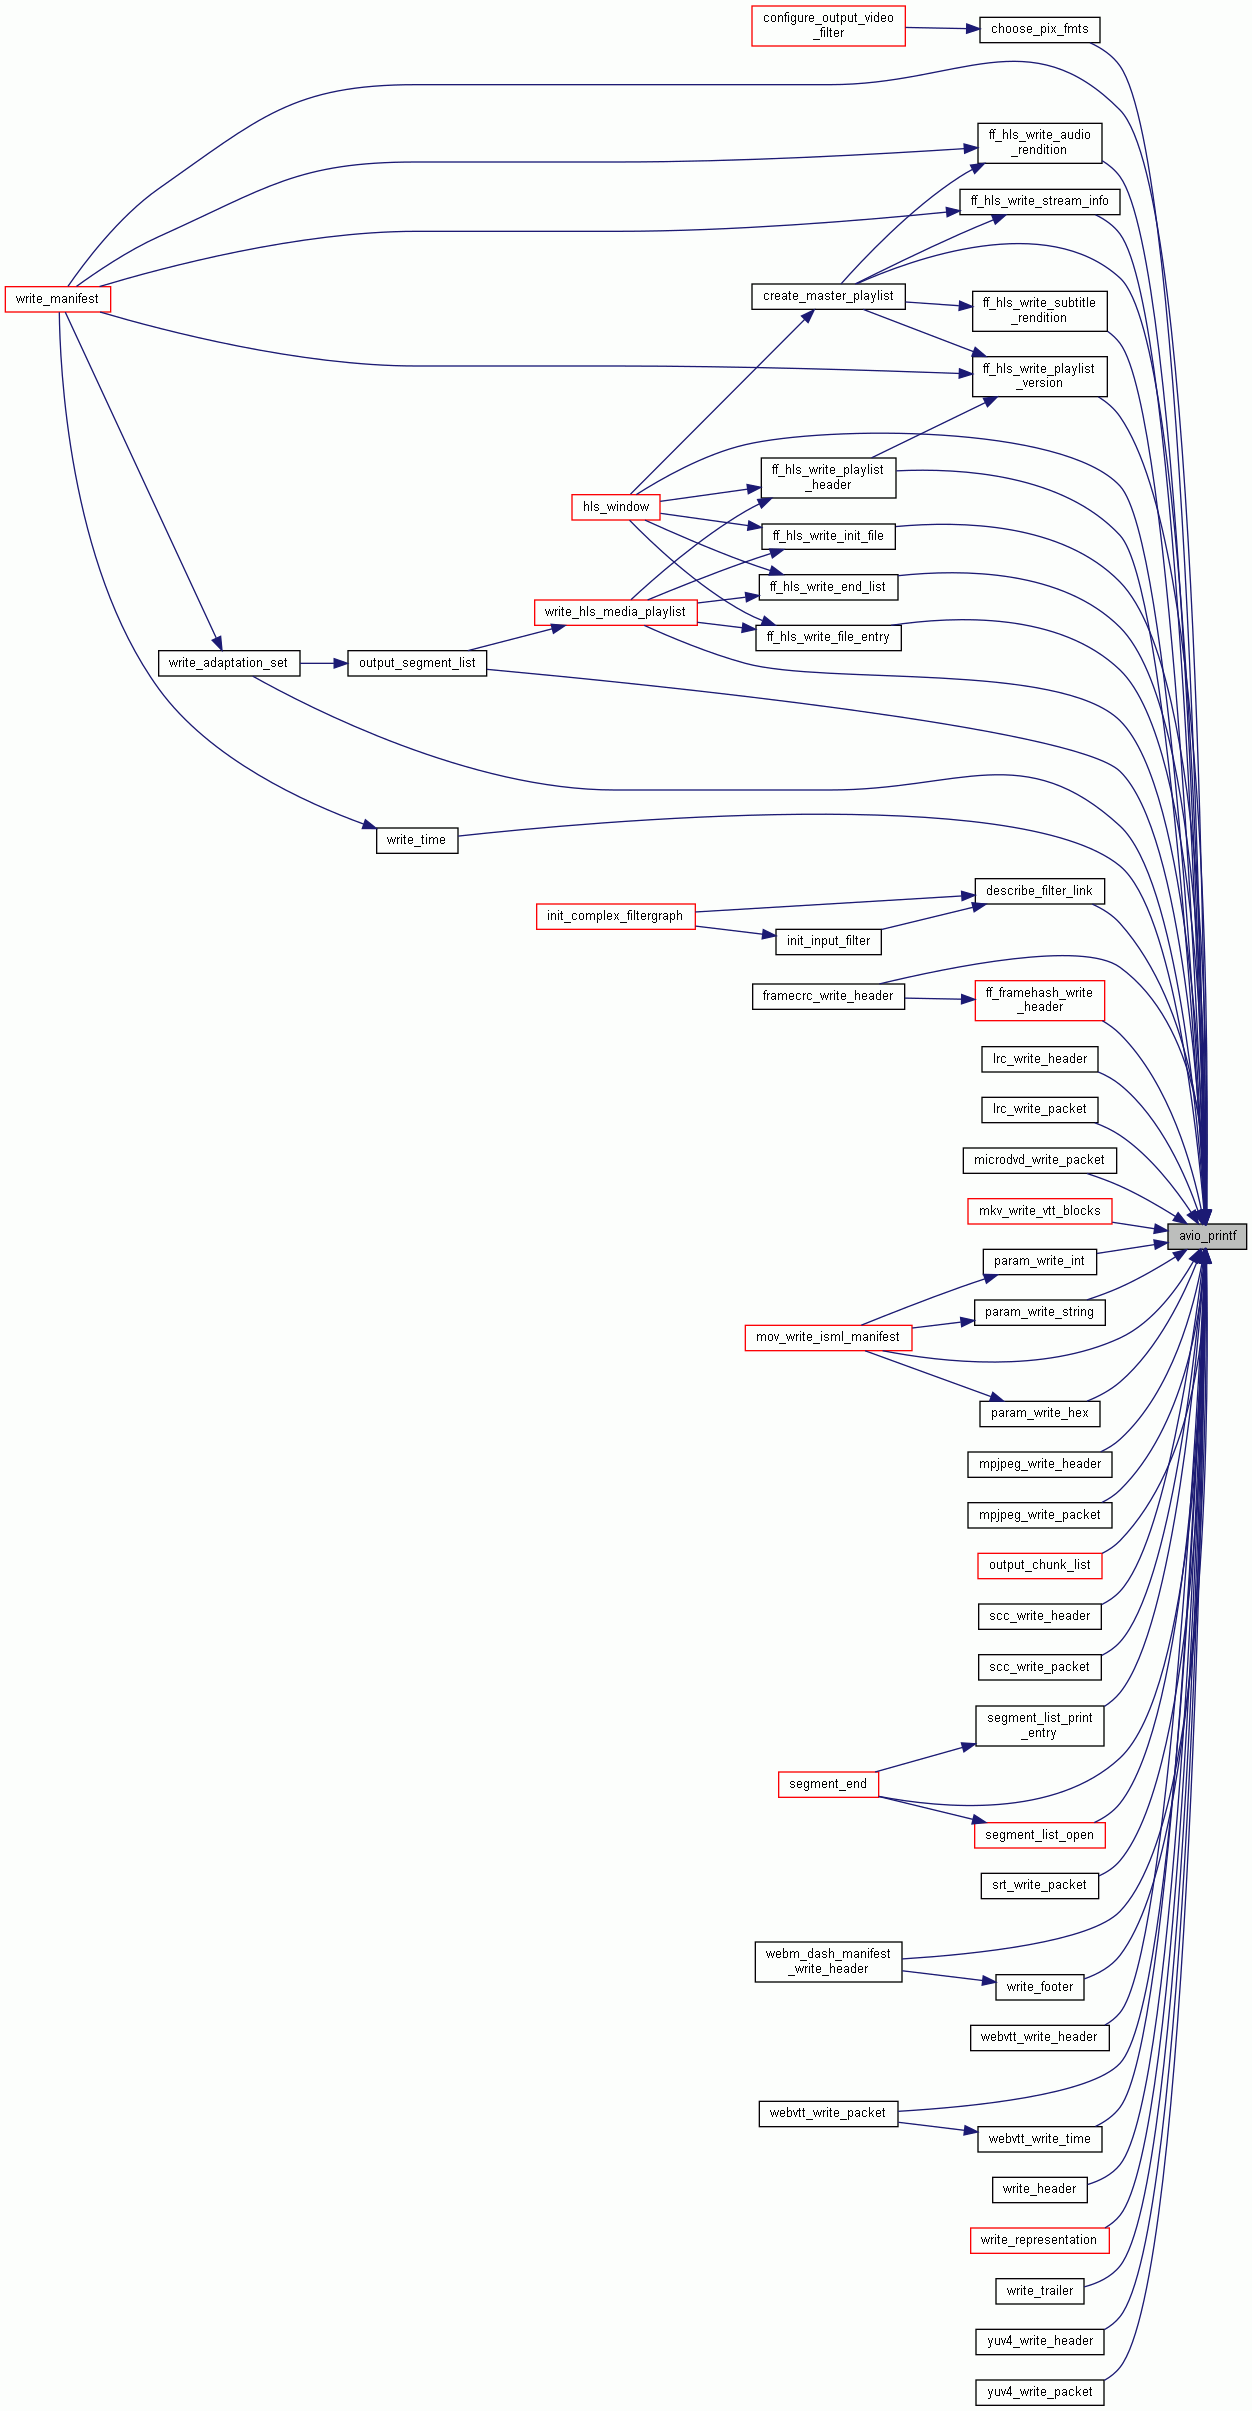 configure_output_video
_filter
choose_pix_fmts
ff_hls_write_audio
_rendition
ff_hls_write_stream_info
write_manifest
create_master_playlist
ff_hls_write_subtitle
_rendition
ff_hls_write_playlist
_version
ff_hls_write_playlist
_header
hls_window
ff_hls_write_init_file
ff_hls_write_end_list
write_hls_media_playlist
ff_hls_write_file_entry
write_adaptation_set
output_segment_list
write_time
describe_filter_link
init_complex_filtergraph
init_input_filter
framecrc_write_header
ff_framehash_write
_header
lrc_write_header
lrc_write_packet
microdvd_write_packet
mkv_write_vtt_blocks
avio_printf
param_write_int
param_write_string
mov_write_isml_manifest
param_write_hex
mpjpeg_write_header
mpjpeg_write_packet
output_chunk_list
scc_write_header
scc_write_packet
segment_list_print
_entry
segment_end
segment_list_open
srt_write_packet
webm_dash_manifest
_write_header
write_footer
webvtt_write_header
webvtt_write_packet
webvtt_write_time
write_header
write_representation
write_trailer
yuv4_write_header
yuv4_write_packet